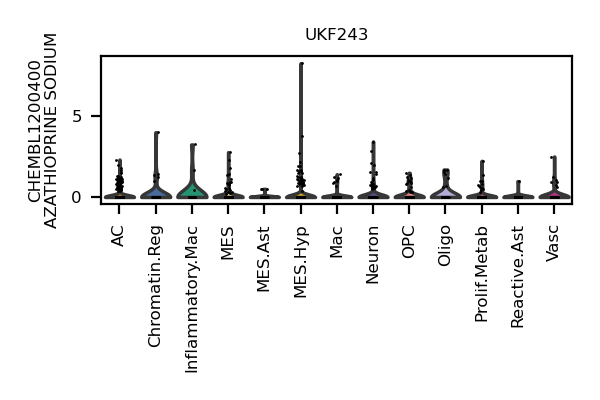 UKF243
CHEMBL1200400
AZATHIOPRINE SODIUM
5
0
AC
Chromatin.Reg
Inflammatory.Mac
MES
MES.Ast
MES.Hyp
Mac
Neuron
OPC
Oligo
Prolif.Metab
Reactive.Ast
Vasc